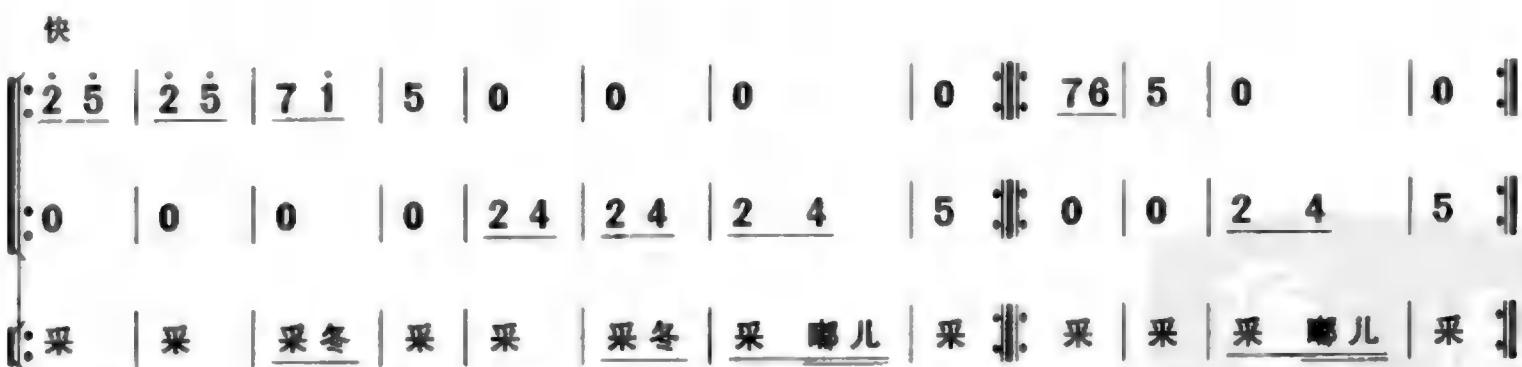 快
2̇ 5̇ | 2̇ 5̇ | 7 1̇ | 5 | 0 | 0 | 0 | 0 :‖: 76 | 5 | 0 | 0 :‖
0 | 0 | 0 | 0 | 2 4 | 2 4 | 2 4 | 5 :‖: 0 | 0 | 2 4 | 5 :‖
采 | 采 | 采冬 | 采 | 采 | 采冬 | 采 嘟儿 | 采 :‖: 采 | 采 | 采 嘟儿 | 采 :‖